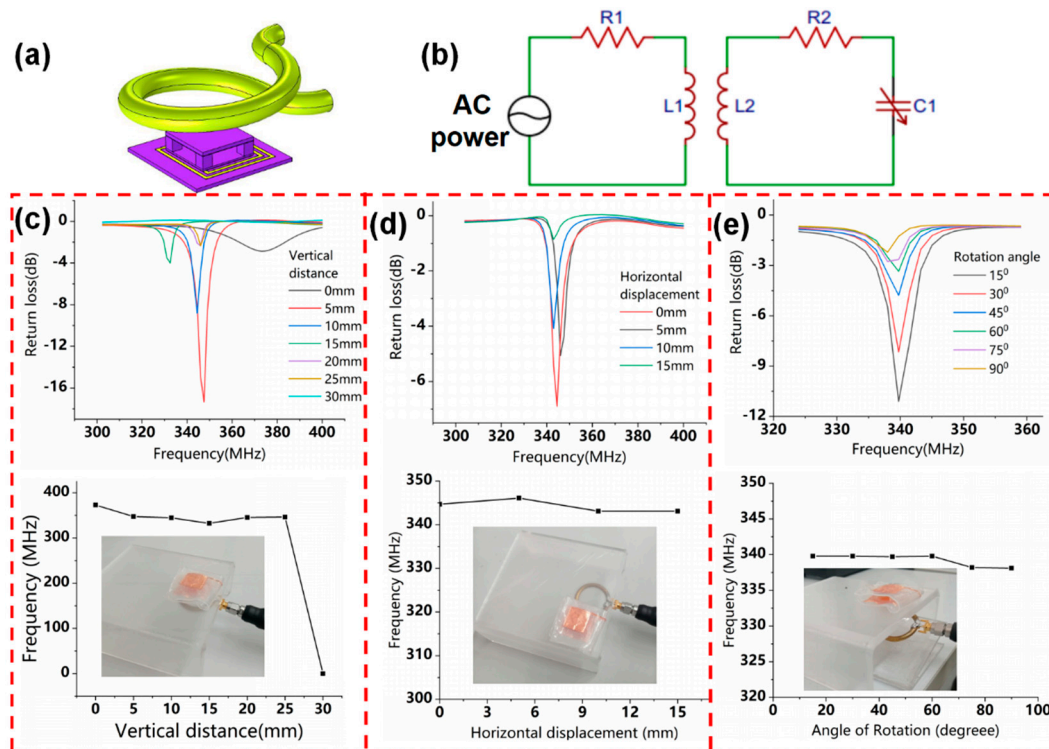 (a)
(b)
R1
R2
AC
power
L1
L2
C1
(c)
Return loss(dB)
0
-4
-8
-12
-16
300
320
340
360
380
400
Frequency(MHz)
Vertical
distance
0mm
5mm
10mm
15mm
20mm
25mm
30mm
(d)
Return loss(dB)
0
-2
-4
-6
300
320
340
360
380
400
Frequency(MHz)
Horizontal
displacement
0mm
5mm
10mm
15mm
(e)
Return loss(dB)
0
-3
-6
-9
-12
320
330
340
350
360
Frequency(MHz)
Rotation angle
15⁰
30⁰
45⁰
60⁰
75⁰
90⁰
Frequency (MHz)
400
300
200
100
0
0
5
10
15
20
25
30
Vertical distance(mm)
Frequency (MHz)
350
340
330
320
310
300
0
3
6
9
12
15
Horizontal displacement (mm)
Frequency (MHz)
350
345
340
335
330
325
320
0
20
40
60
80
100
Angle of Rotation (degreee)